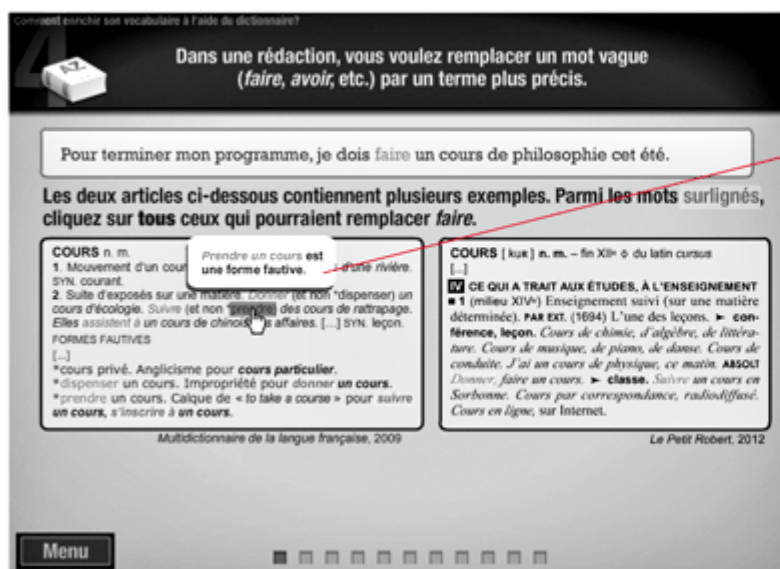 Comment enrichir son vocabulaire à l'aide du dictionnaire?
4
AZ
Dans une rédaction, vous voulez remplacer un mot vague
(faire, avoir, etc.) par un terme plus précis.
Pour terminer mon programme, je dois faire un cours de philosophie cet été.
Les deux articles ci-dessous contiennent plusieurs exemples. Parmi les mots surlignés,
cliquez sur tous ceux qui pourraient remplacer faire.
COURS n. m.
1. Mouvement d'un cour d'une rivière.
SYN. courant.
2. Suite d'exposés sur une matière. Donner (et non *dispenser) un
cours d'écologie. Suivre (et non *prendre) des cours de rattrapage.
Elles assistent à un cours de chinois affaires. [...] SYN. leçon.
FORMES FAUTIVES
[...]
*cours privé. Anglicisme pour cours particulier.
*dispenser un cours. Impropriété pour donner un cours.
*prendre un cours. Calque de « to take a course » pour suivre
un cours, s'inscrire à un cours.
Multidictionnaire de la langue française, 2009
Prendre un cours est
une forme fautive.
COURS [kuʀ] n. m. – fin XIIe ◊ du latin cursus
[...]
IV CE QUI A TRAIT AUX ÉTUDES, À L'ENSEIGNEMENT
■ 1 (milieu XIVe) Enseignement suivi (sur une matière
déterminée). PAR EXT. (1694) L'une des leçons. ► con-
férence, leçon. Cours de chimie, d'algèbre, de littéra-
ture. Cours de musique, de piano, de danse. Cours de
conduite. J'ai un cours de physique, ce matin. ABSOLT
Donner, faire un cours. ► classe. Suivre un cours en
Sorbonne. Cours par correspondance, radiodiffusé.
Cours en ligne, sur Internet.
Le Petit Robert, 2012
Menu